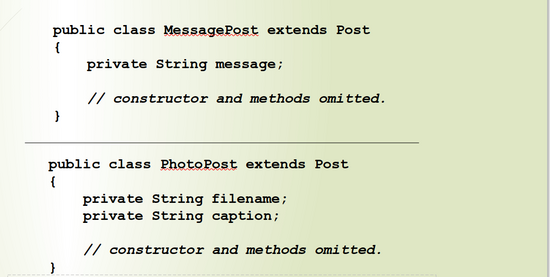 public class MessagePost extends Post
{
private String message;
// constructor and methods omitted.
}
public class PhotoPost extends Post
{
private String filename;
private String caption;
// constructor and methods omitted.
}